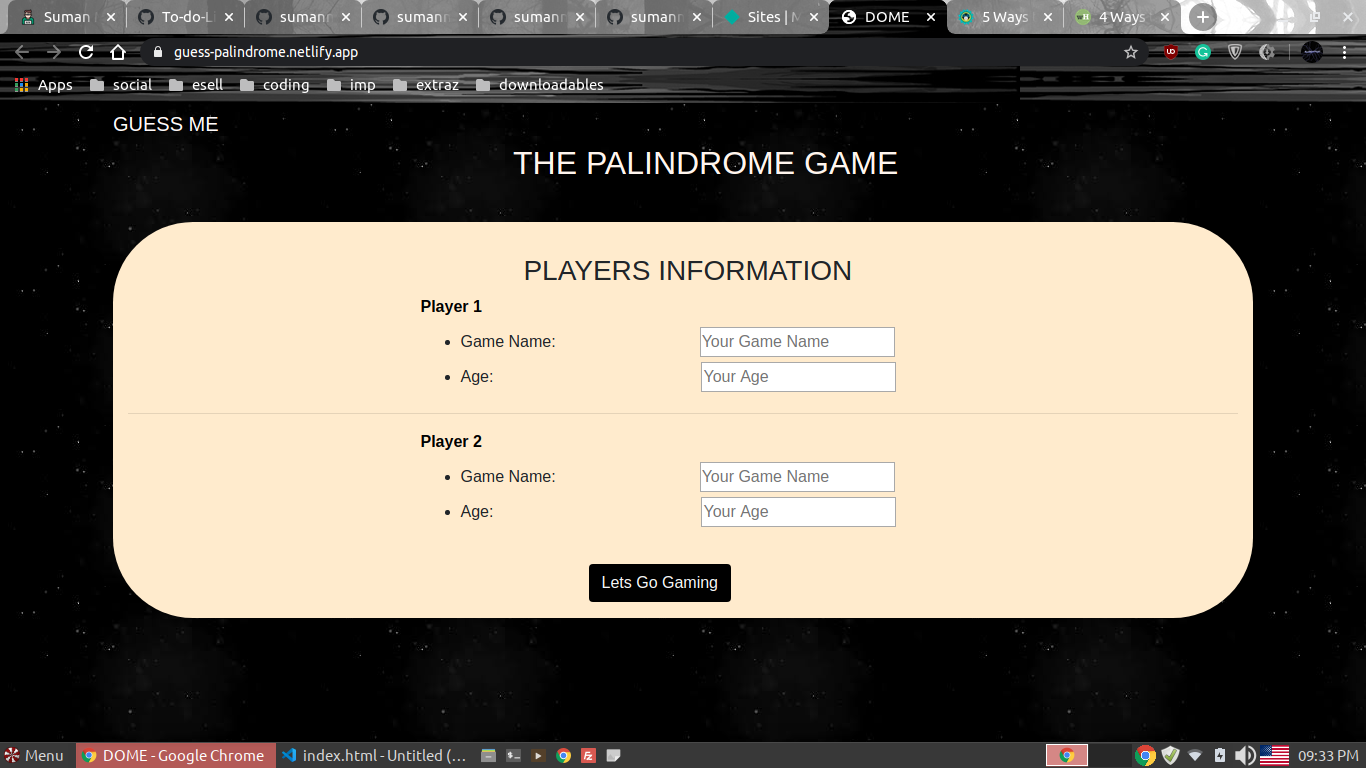 Suman
To-do-Li
sumanr
sumanr
sumanr
sumanr
Sites | N
DOME
5 Ways
4 Ways
guess-palindrome.netlify.app
Apps
social
esell
coding
imp
extraz
downloadables
GUESS ME
THE PALINDROME GAME
PLAYERS INFORMATION
Player 1
Game Name:
Your Game Name
Age:
Your Age
Player 2
Game Name:
Your Game Name
Age:
Your Age
Lets Go Gaming
Menu
DOME - Google Chrome
index.html - Untitled (...
09:33 PM